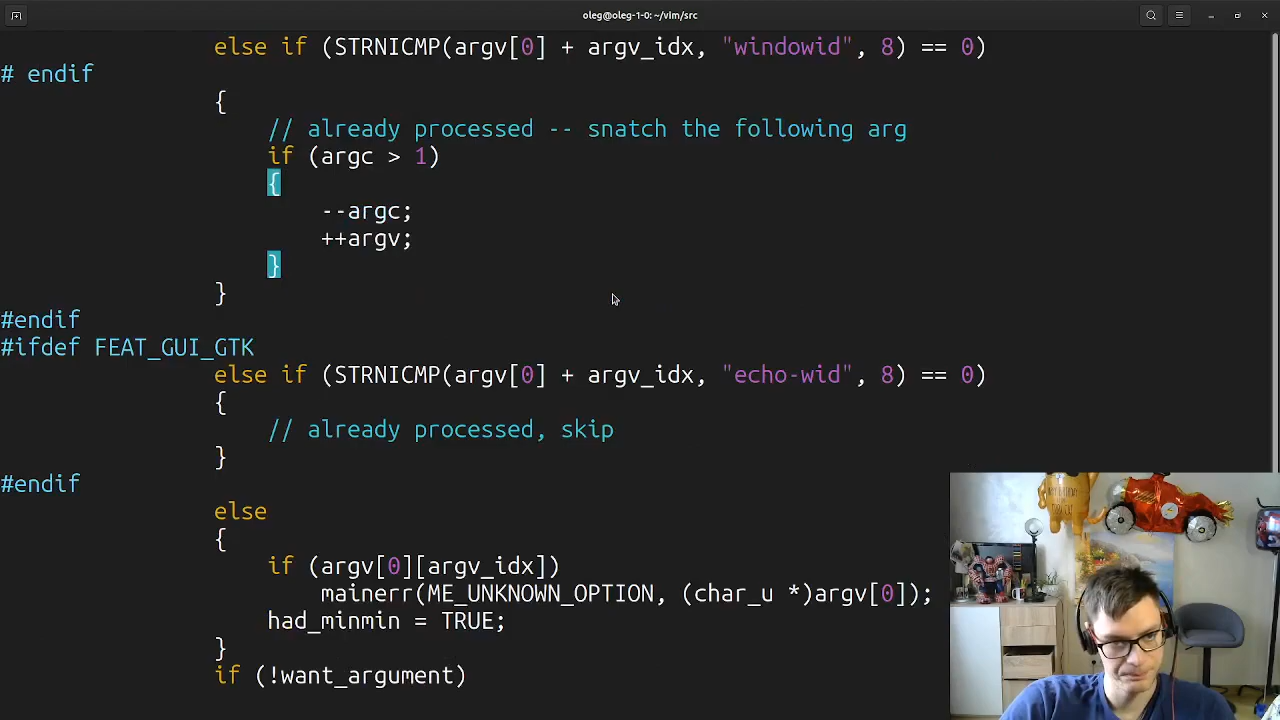 oleg@oleg-1-0: ~/vim/src
else if (STRNICMP(argv[0] + argv_idx, "windowid", 8) == 0)
# endif
{
// already processed -- snatch the following arg
if (argc > 1)
{
--argc;
++argv;
}
}
#endif
#ifdef FEAT_GUI_GTK
else if (STRNICMP(argv[0] + argv_idx, "echo-wid", 8) == 0)
{
// already processed, skip
}
#endif
else
{
if (argv[0][argv_idx])
mainerr(ME_UNKNOWN_OPTION, (char_u *)argv[0]);
had_minmin = TRUE;
}
if (!want_argument)